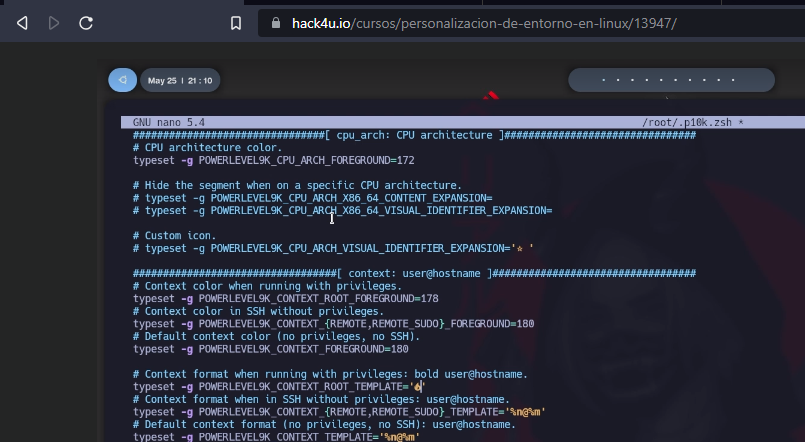 hack4u.io/cursos/personalizacion-de-entorno-en-linux/13947/
May 25 | 21:10
GNU nano 5.4 /root/.p10k.zsh *
################################[ cpu_arch: CPU architecture ]################################
# CPU architecture color.
typeset -g POWERLEVEL9K_CPU_ARCH_FOREGROUND=172
# Hide the segment when on a specific CPU architecture.
# typeset -g POWERLEVEL9K_CPU_ARCH_X86_64_CONTENT_EXPANSION=
# typeset -g POWERLEVEL9K_CPU_ARCH_X86_64_VISUAL_IDENTIFIER_EXPANSION=
# Custom icon.
# typeset -g POWERLEVEL9K_CPU_ARCH_VISUAL_IDENTIFIER_EXPANSION='⭐ '
##################################[ context: user@hostname ]##################################
# Context color when running with privileges.
typeset -g POWERLEVEL9K_CONTEXT_ROOT_FOREGROUND=178
# Context color in SSH without privileges.
typeset -g POWERLEVEL9K_CONTEXT_{REMOTE,REMOTE_SUDO}_FOREGROUND=180
# Default context color (no privileges, no SSH).
typeset -g POWERLEVEL9K_CONTEXT_FOREGROUND=180
# Context format when running with privileges: bold user@hostname.
typeset -g POWERLEVEL9K_CONTEXT_ROOT_TEMPLATE=''
# Context format when in SSH without privileges: user@hostname.
typeset -g POWERLEVEL9K_CONTEXT_{REMOTE,REMOTE_SUDO}_TEMPLATE='%n@%m'
# Default context format (no privileges, no SSH): user@hostname.
typeset -g POWERLEVEL9K_CONTEXT_TEMPLATE='%n@%m'